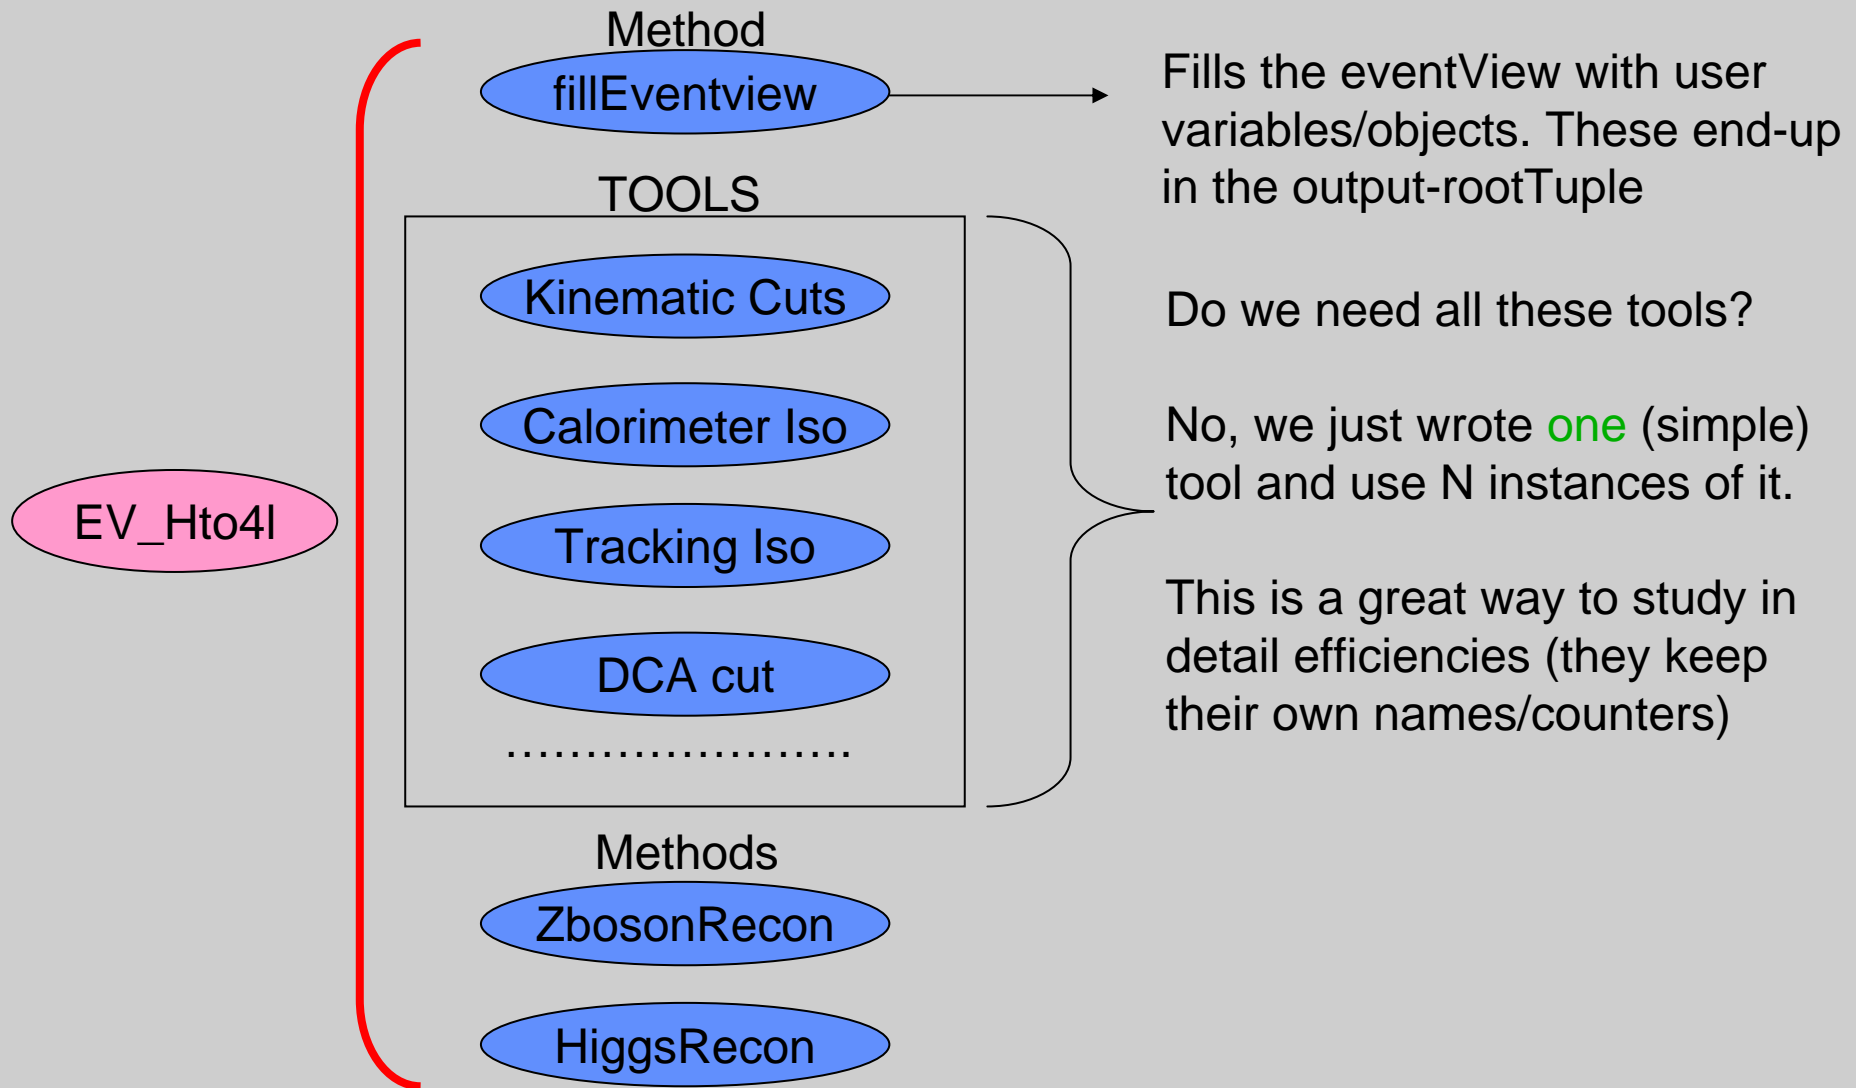 Method
fillEventview
Fills the eventView with user
variables/objects. These end-up
in the output-rootTuple
TOOLS
Kinematic Cuts
Calorimeter Iso
Tracking Iso
DCA cut
......................
Do we need all these tools?
No, we just wrote one (simple)
tool and use N instances of it.
This is a great way to study in
detail efficiencies (they keep
their own names/counters)
EV_Hto4l
Methods
ZbosonRecon
HiggsRecon